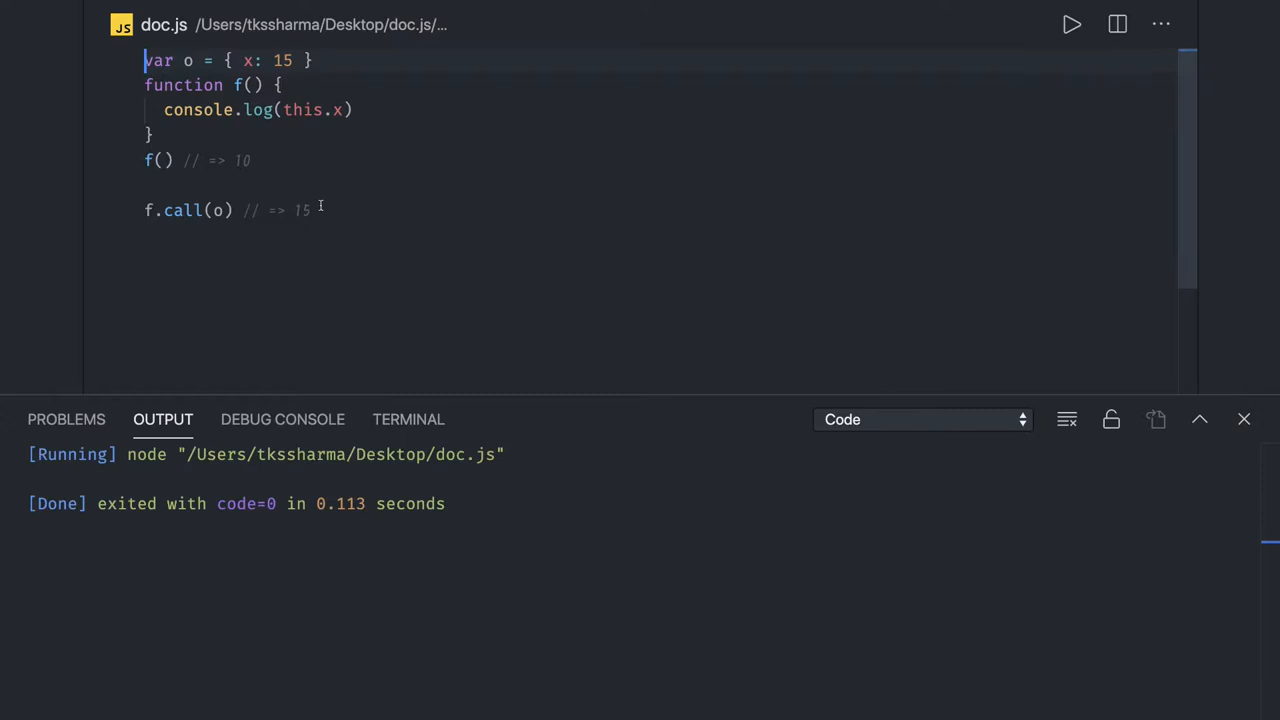 JS doc.js /Users/tkssharma/Desktop/doc.js/...
var o = { x: 15 }
function f() {
  console.log(this.x)
}
f() // => 10
f.call(o) // => 15
PROBLEMS OUTPUT DEBUG CONSOLE TERMINAL Code
[Running] node "/Users/tkssharma/Desktop/doc.js"
[Done] exited with code=0 in 0.113 seconds